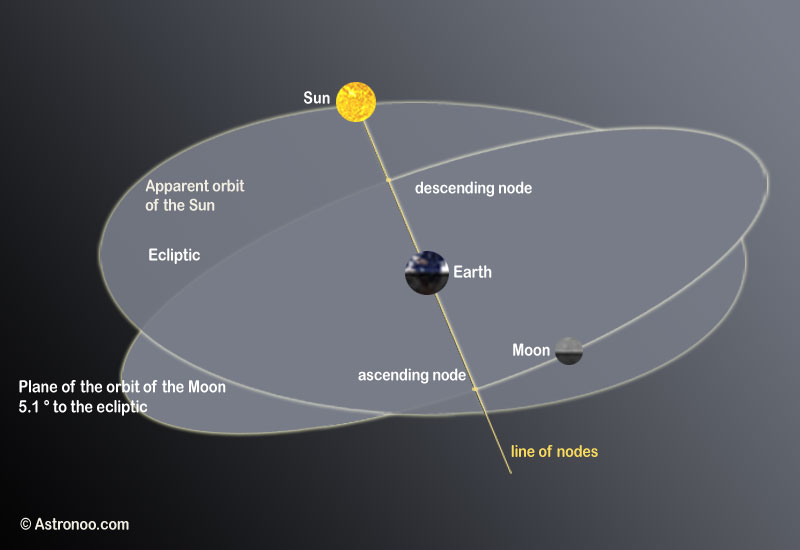 Sun
Apparent orbit
of the Sun
descending node
Ecliptic
Earth
Moon
ascending node
Plane of the orbit of the Moon
5.1 ° to the ecliptic
line of nodes
© Astronoo.com